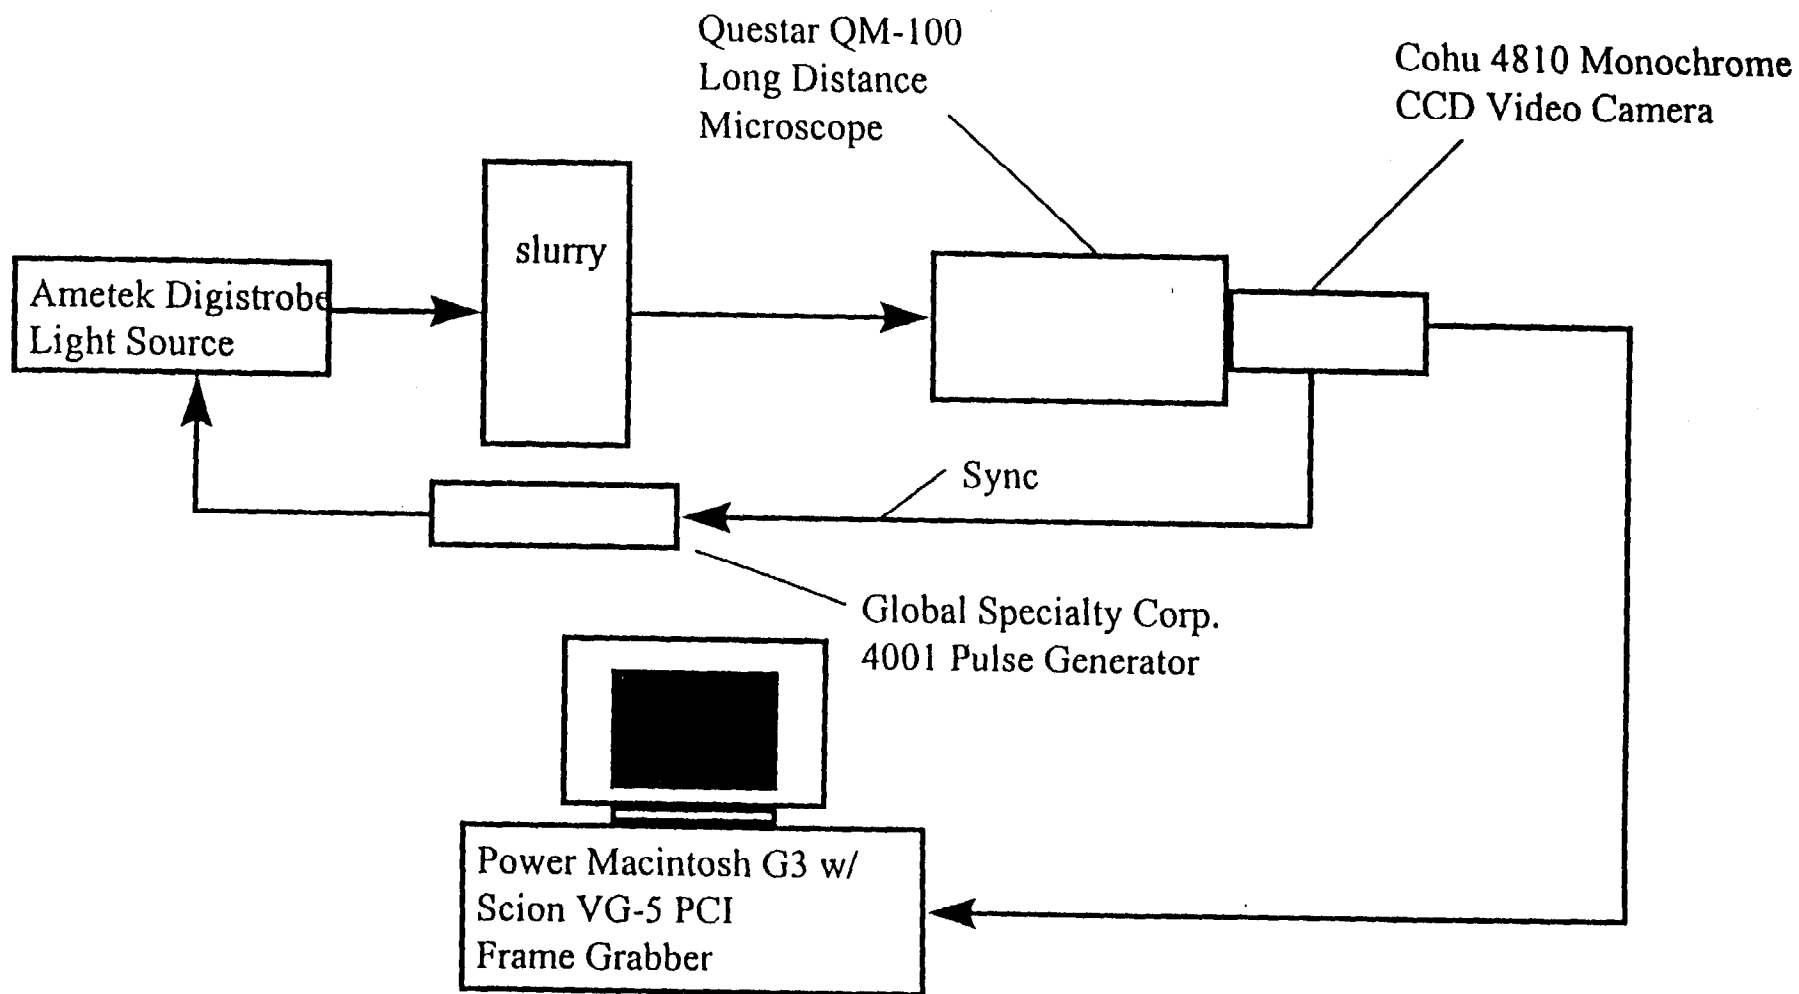 Questar QM-100
Long Distance
Microscope
Cohu 4810 Monochrome
CCD Video Camera
slurry
Ametek Digistrobe
Light Source
Sync
Global Specialty Corp.
4001 Pulse Generator
Power Macintosh G3 w/
Scion VG-5 PCI
Frame Grabber